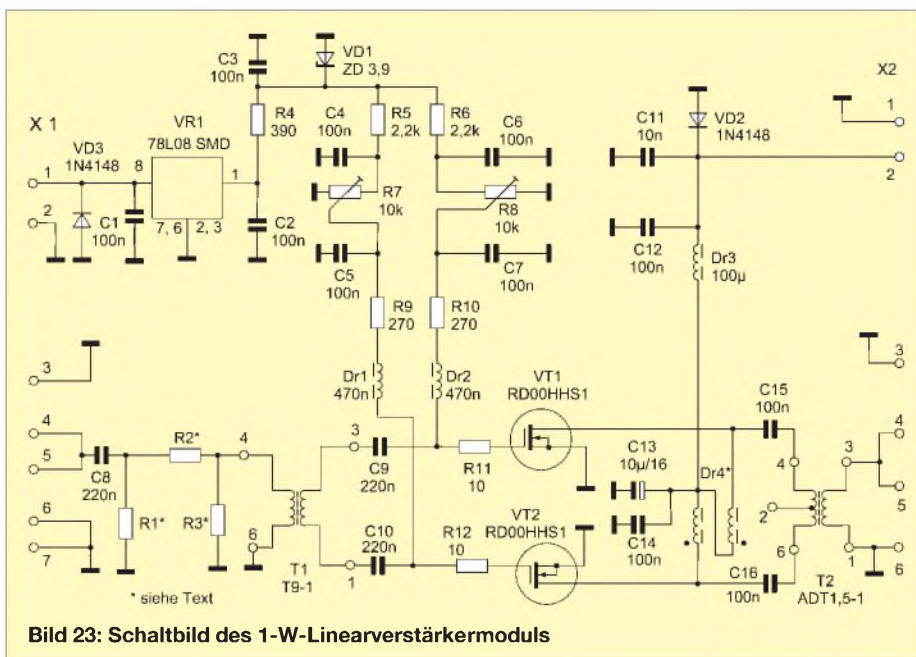 C3
100n
VD1
ZD 3,9
X2
1
X 1
VD3
1N4148
VR1
78L08 SMD
R4
390
C4
100n
R5
2,2k
R6
2,2k
C6
100n
C11
10n
VD2
1N4148
1
8
1
2
2
7, 6
2, 3
C1
100n
C2
100n
R7
10k
R8
10k
C5
100n
C7
100n
C12
100n
Dr3
100µ
R9
270
R10
270
3
3
Dr1
470n
Dr2
470n
VT1
RD00HHS1
C15
100n
4
5
C8
220n
R2*
4
3
C9
220n
R11
10
C13
10µ/16
Dr4*
4
3
4
5
2
6
7
R1*
R3*
6
T1
T9-1
1
C10
220n
R12
10
VT2
RD00HHS1
C14
100n
C16
100n
6
1
T2
ADT1,5-1
6
* siehe Text
Bild 23: Schaltbild des 1-W-Linearverstärkermoduls